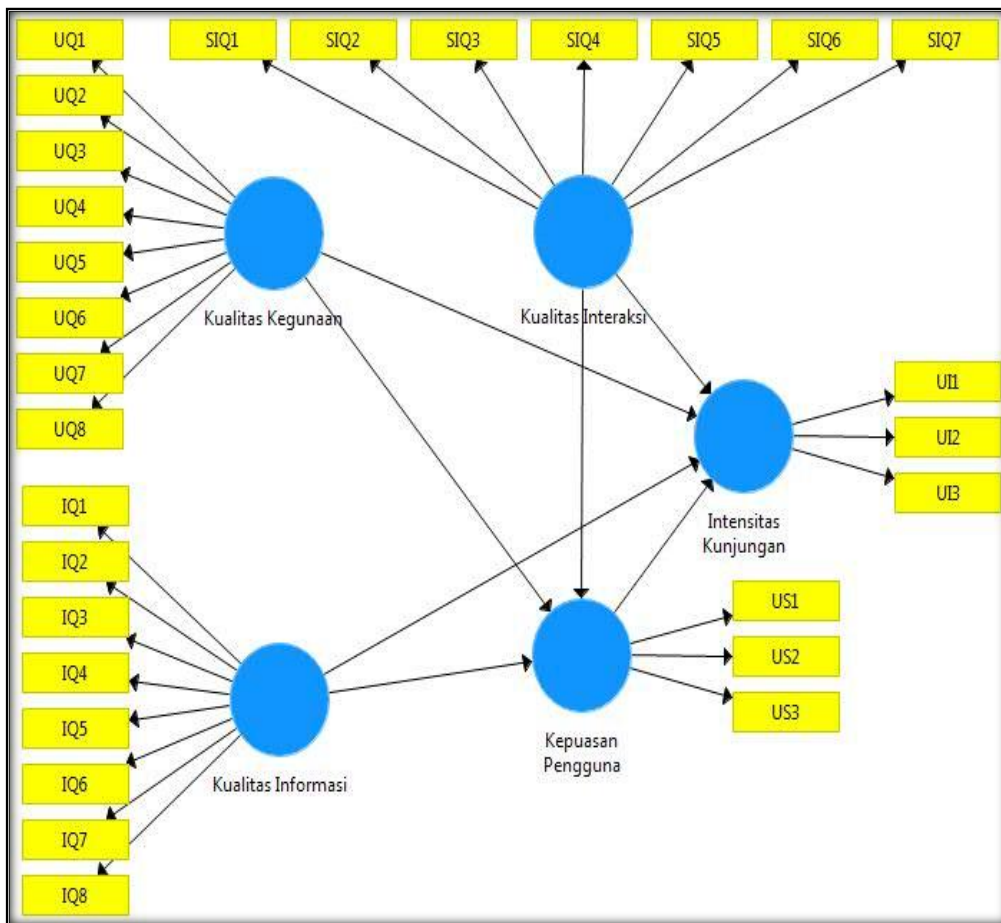 UQ1
SIQ1
SIQ2
SIQ3
SIQ4
SIQ5
SIQ6
SIQ7
UQ2
UQ3
UQ4
UQ5
UQ6
UQ7
UQ8
Kualitas Kegunaan
Kualitas Interaksi
UI1
UI2
UI3
Intensitas
Kunjungan
IQ1
IQ2
IQ3
IQ4
IQ5
IQ6
IQ7
IQ8
Kualitas Informasi
US1
US2
US3
Kepuasan
Pengguna